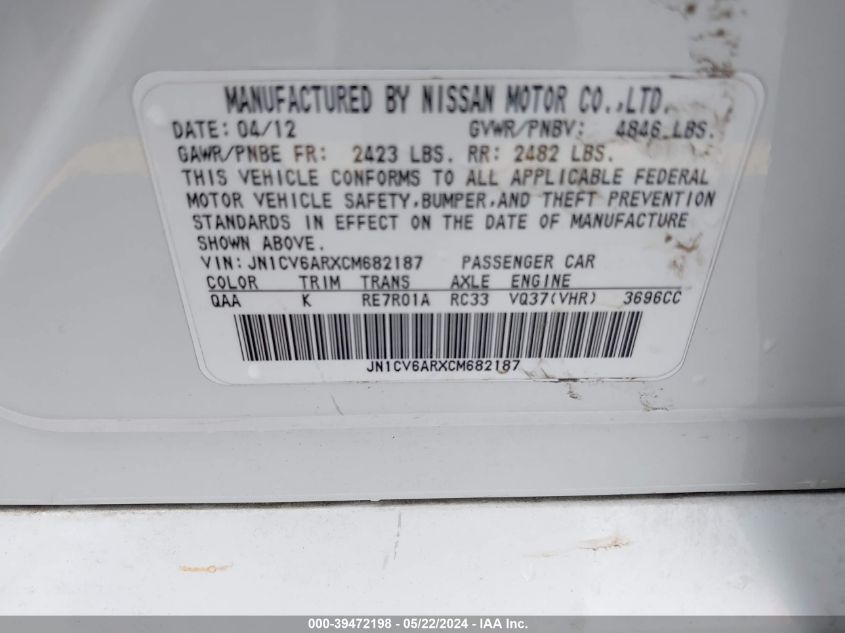 MANUFACTURED BY NISSAN MOTOR CO.,LTD.
DATE: 04/12 GVWR/PNBV: 4846 LBS.
GAWR/PNBE FR: 2423 LBS. RR: 2482 LBS.
THIS VEHICLE CONFORMS TO ALL APPLICABLE FEDERAL
MOTOR VEHICLE SAFETY,BUMPER,AND THEFT PREVENTION
STANDARDS IN EFFECT ON THE DATE OF MANUFACTURE
SHOWN ABOVE.
VIN: JN1CV6ARXCM682187 PASSENGER CAR
COLOR TRIM TRANS AXLE ENGINE
QAA K RE7R01A RC33 VQ37(VHR) 3696CC
JN1CV6ARXCM682187
000-39472198 - 05/22/2024 - IAA Inc.